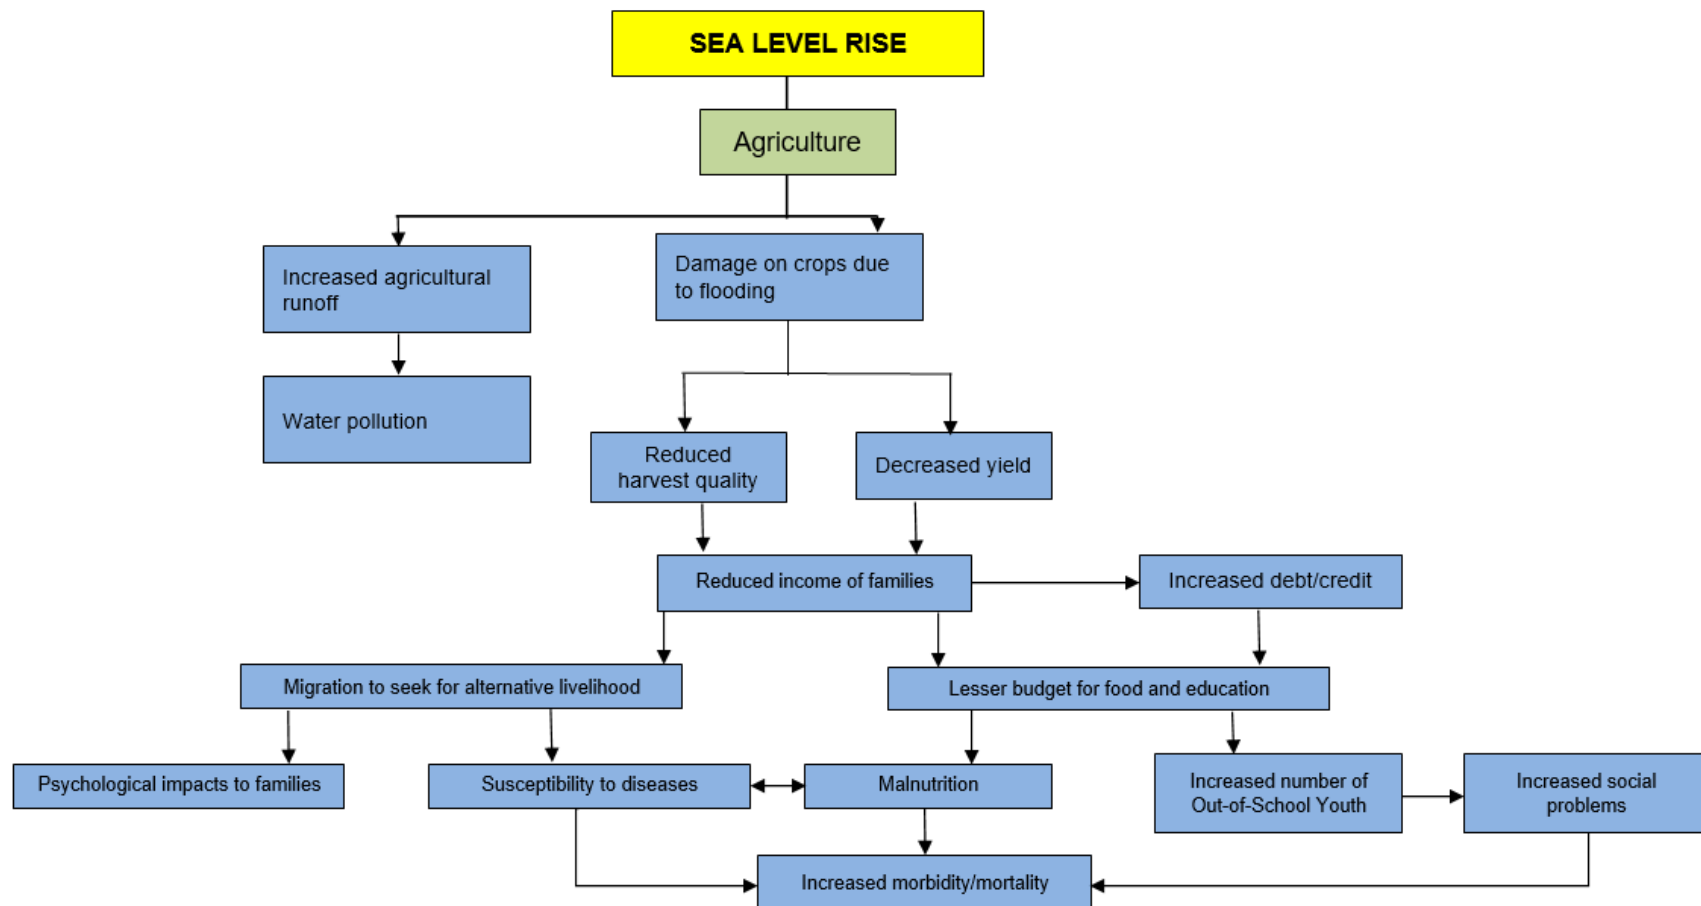 SEA LEVEL RISE
Agriculture
Increased agricultural
runoff
Damage on crops due
to flooding
Water pollution
Reduced
harvest quality
Decreased yield
Reduced income of families
Increased debt/credit
Migration to seek for alternative livelihood
Lesser budget for food and education
Psychological impacts to families
Susceptibility to diseases
Malnutrition
Increased number of
Out-of-School Youth
Increased social
problems
Increased morbidity/mortality